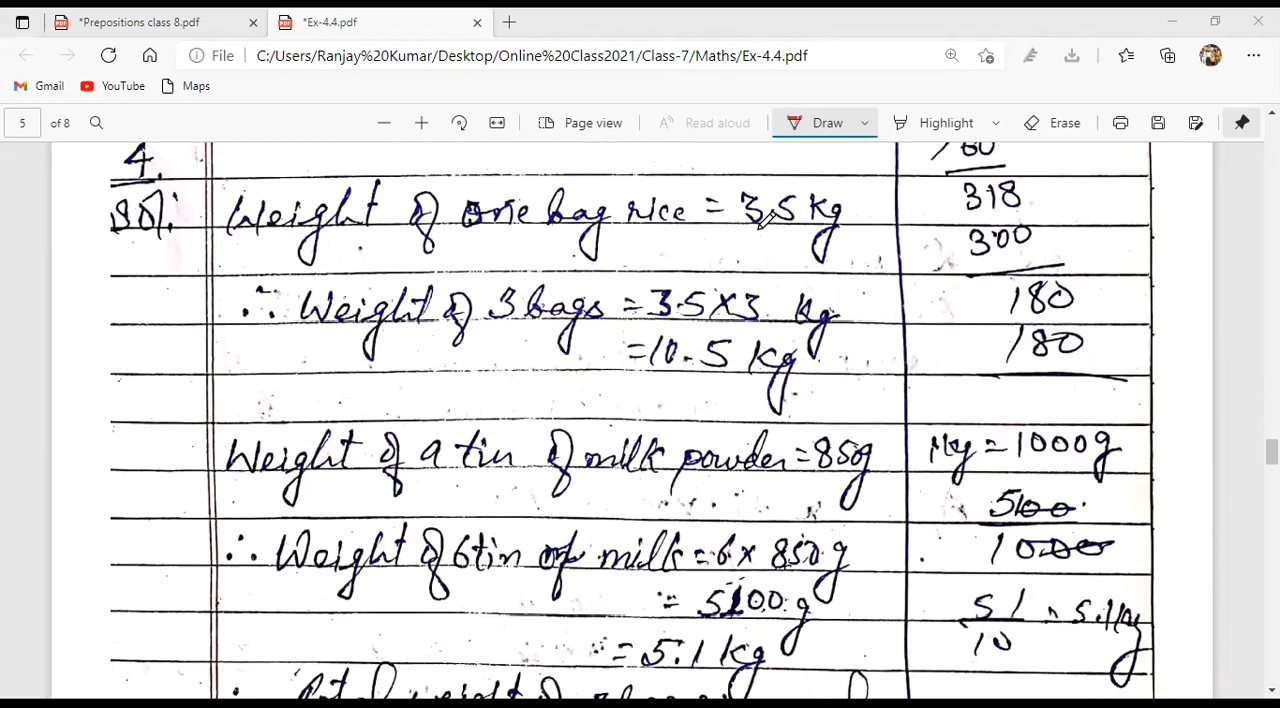 *Prepositions class 8.pdf
*Ex-4.4.pdf
File C:/Users/Ranjay%20Kumar/Desktop/Online%20Class2021/Class-7/Maths/Ex-4.4.pdf
Gmail YouTube Maps
5 of 8 Page view Read aloud Draw Highlight Erase
4.
Weight of one bag rice = 3.5 kg
318
300
∴ Weight of 3 bags = 3.5 x 3 kg
180
= 10.5 kg
180
Weight of a tin of milk powder = 850g
1kg = 1000g
5100
∴ Weight of 6 tin of milk = 6 x 850 g
1000
= 5100 g
51
10
= 5.1kg
= 5.1 kg